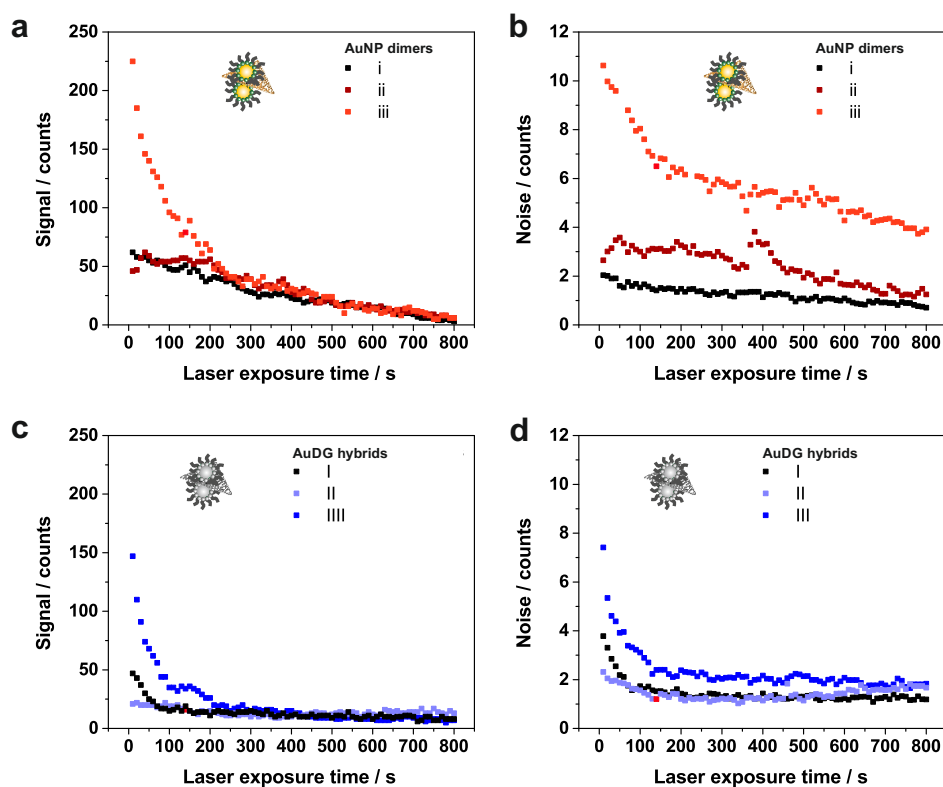 a
AuNP dimers
i
ii
iii
Signal / counts
250
200
150
100
50
0
0 100 200 300 400 500 600 700 800
Laser exposure time / s
b
AuNP dimers
i
ii
iii
Noise / counts
12
10
8
6
4
2
0
0 100 200 300 400 500 600 700 800
Laser exposure time / s
c
AuDG hybrids
I
II
IIII
Signal / counts
250
200
150
100
50
0
0 100 200 300 400 500 600 700 800
Laser exposure time / s
d
AuDG hybrids
I
II
III
Noise / counts
12
10
8
6
4
2
0
0 100 200 300 400 500 600 700 800
Laser exposure time / s